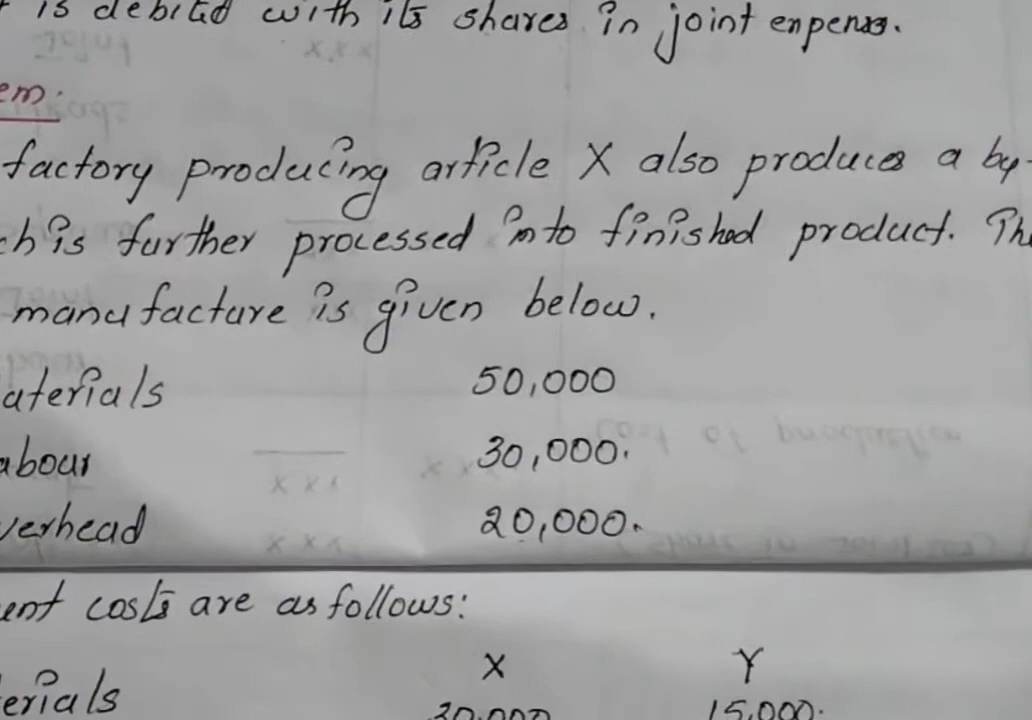 is debited with its shares in joint expenses.
em.
factory producing article X also produces a by-
ch is further processed into finished product. Th
manufacture is given below.
aterials 50,000
abour 30,000.
verhead 20,000.
ent costs are as follows:
X Y
erials 20,000 15,000.